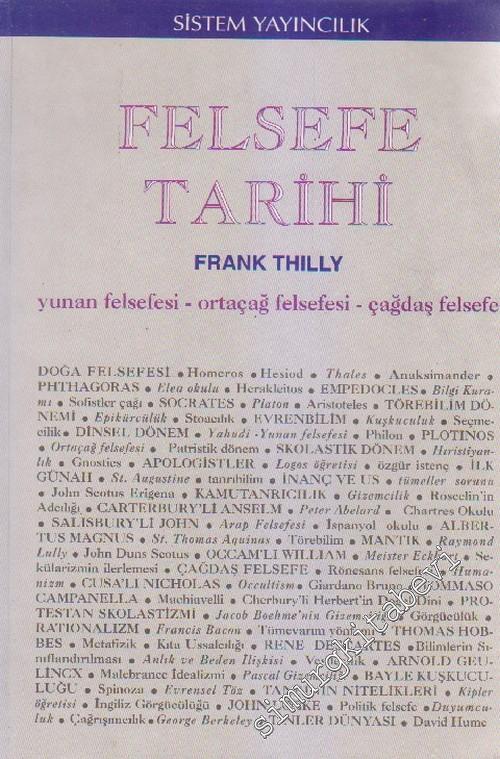 SİSTEM YAYINCILIK
FELSEFE
TARİHİ
FRANK THILLY
yunan felsefesi - ortaçağ felsefesi - çağdaş felsefe
DOĞA FELSEFESİ • Homeros • Hesiod • Thales • Anaksimander •
PHTHAGORAS • Elea okulu • Herakleitos • EMPEDOCLES • Bilgi Kura-
mı • Sofistler çağı • SOCRATES • Platon • Aristoteles • TÖREBİLİM DÖ-
NEMİ • Epikürcülük • Stoacılık • EVRENBİLİM • Kuşkuculuk • Seçme-
cilik • DİNSEL DÖNEM • Yahudi -Yunan felsefesi • Philon • PLOTINOS
• Ortaçağ felsefesi • Patristik dönem • SKOLASTİK DÖNEM • Hıristiyan-
lık • Gnostics • APOLOGİSTLER • Logos öğretisi • özgür istenç • İLK
GÜNAH • St. Augustine • tanrıbilim • İNANÇ VE US • tümeller sorunu
• John Scotus Erigena • KAMUTANRICILIK • Gizemcilik • Roscelin'in
Adcılığı • CARTERBURY'Lİ ANSELM • Peter Abelard • Chartres Okulu
• SALISBURY'Lİ JOHN • Arap Felsefesi • İspanyol okulu • ALBER-
TUS MAGNUS • St. Thomas Aquinas • Törebilim • MANTIK • Raymond
Lully • John Duns Scotus • OCCAM'LI WILLIAM • Meister Eckhart • Se-
külarizmin ilerlemesi • ÇAĞDAŞ FELSEFE • Rönesans felsefesi • Huma-
nizm • CUSA'LI NICHOLAS • Occultism • Giardano Bruno • TOMMASO
CAMPANELLA • Machiavelli • Cherbury'li Herbert'in Dini • PRO-
TESTAN SKOLASTİZMİ • Jacob Boehme'nin Gizemciliği • Görgücülük •
RATIONALIZM • Francis Bacon • Tümevarım • THOMAS HOB-
BES • Metafizik • Kıta Ussalcılığı • RENE DESCARTES • Bilimlerin Sı-
nıflandırılması • Anlık ve Beden İlişkisi • ARNOLD GEU-
LINCX • Malebrance İdealizmi • Pascal • BAYLE KUŞKUCU-
LUĞU • Spinoza • Evrensel Töz • NİTELİKLERİ • Kipler
öğretisi • İngiliz Görgücülüğü • JOHN LOCKE • Politik felsefe • Duyumcu-
luk • Çağrışımcılık • George Berkeley • DÜNYASI • David Hume
simurgkitabevi